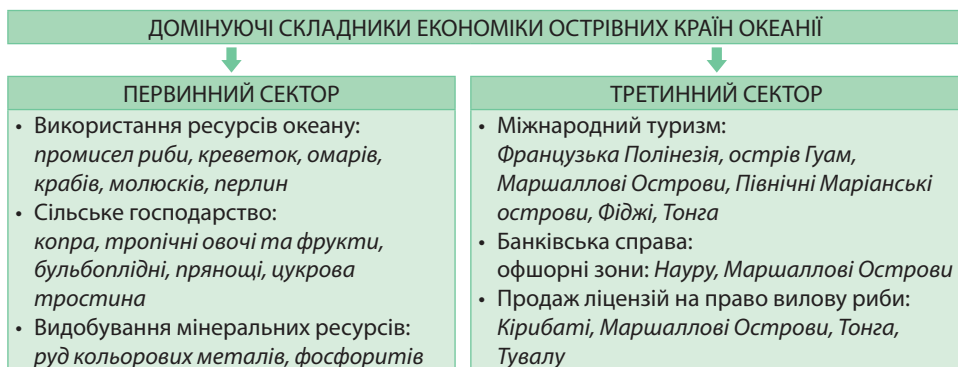 ДОМІНУЮЧІ СКЛАДНИКИ ЕКОНОМІКИ ОСТРІВНИХ КРАЇН ОКЕАНІЇ
ПЕРВИННИЙ СЕКТОР
• Використання ресурсів океану:
промисел риби, креветок, омарів,
крабів, молюсків, перлин
• Сільське господарство:
копра, тропічні овочі та фрукти,
бульбоплідні, прянощі, цукрова
тростина
• Видобування мінеральних ресурсів:
руд кольорових металів, фосфоритів
ТРЕТИННИЙ СЕКТОР
• Міжнародний туризм:
Французька Полінезія, острів Гуам,
Маршаллові Острови, Північні Маріанські
острови, Фіджі, Тонга
• Банківська справа:
офшорні зони: Науру, Маршаллові Острови
• Продаж ліцензій на право вилову риби:
Кірибаті, Маршаллові Острови, Тонга,
Тувалу